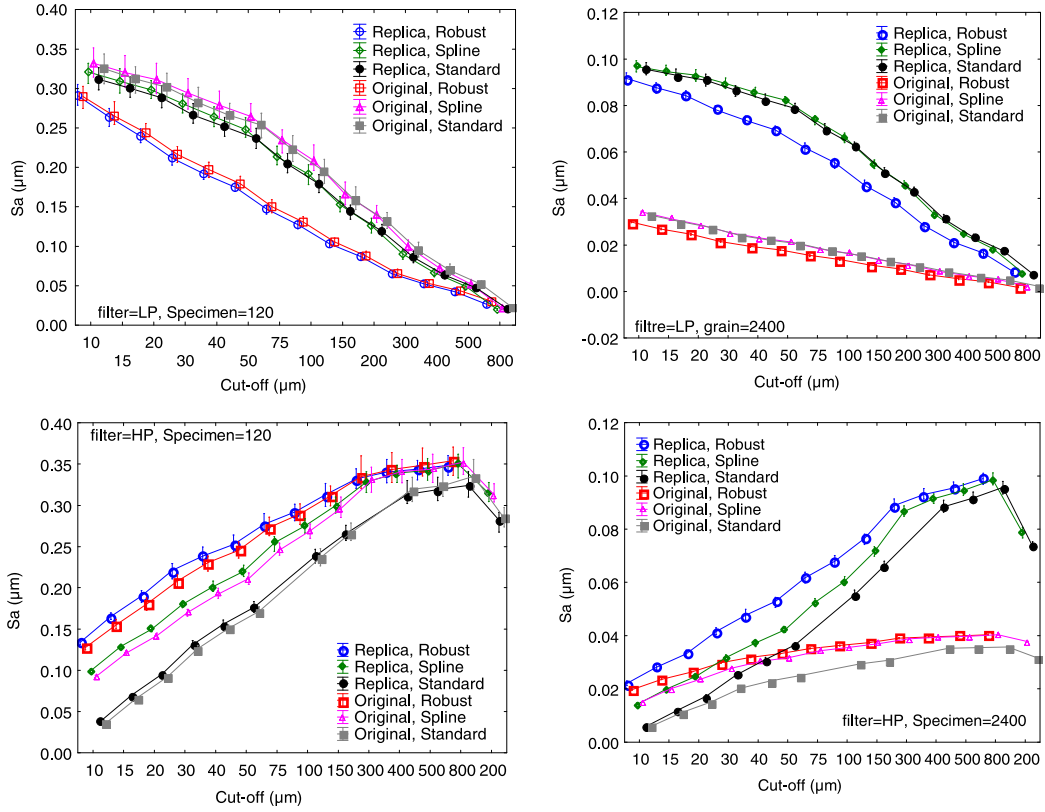 0.40
0.35
0.30
0.25
0.20
0.15
0.10
0.05
0.00
Sa (µm)
Replica, Robust
Replica, Spline
Replica, Standard
Original, Robust
Original, Spline
Original, Standard
filter=LP, Specimen=120
10 20 30 50 100 200 400 800
15 20 40 75 150 300 500
Cut-off (µm)
0.12
0.10
0.08
0.06
0.04
0.02
0.00
-0.02
Sa (µm)
Replica, Robust
Replica, Spline
Replica, Standard
Original, Robust
Original, Spline
Original, Standard
filtre=LP, grain=2400
10 15 20 30 40 50 75 100 150 200 300 400 500 800
Cut-off (µm)
0.40
0.35
0.30
0.25
0.20
0.15
0.10
0.05
0.00
Sa (µm)
filter=HP, Specimen=120
Replica, Robust
Replica, Spline
Replica, Standard
Original, Robust
Original, Spline
Original, Standard
10 15 20 30 40 50 75 100 150 200 300 400 500 800 200
Cut-off (µm)
0.12
0.10
0.08
0.06
0.04
0.02
0.00
Sa (µm)
Replica, Robust
Replica, Spline
Replica, Standard
Original, Robust
Original, Spline
Original, Standard
filter=HP, Specimen=2400
10 15 20 30 40 50 75 100 150 200 300 400 500 800 200
Cut-off (µm)